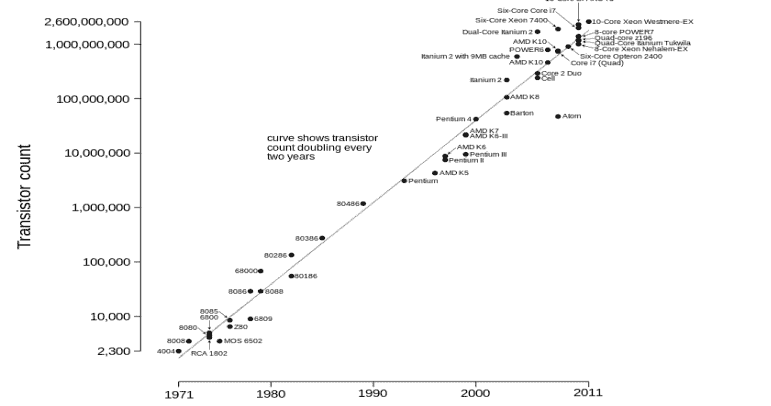 Six-Core Core i7
Six-Core Xeon 7400
10-Core Xeon Westmere-EX
Dual-Core Itanium 2
8-core POWER7
Quad-core z196
AMD K10
Quad-Core Itanium Tukwila
POWER6
8-Core Xeon Nehalem-EX
Itanium 2 with 9MB cache
Six-Core Opteron 2400
AMD K10
Core i7 (Quad)
Core 2 Duo
Itanium 2
Cell
AMD K8
Barton
Atom
Pentium 4
AMD K7
AMD K6-III
curve shows transistor
count doubling every
two years
AMD K6
Pentium III
Pentium II
AMD K5
Pentium
80486
80386
80286
68000
80186
8086
8088
8085
6800
6809
8080
Z80
8008
MOS 6502
4004
RCA 1802
Transistor count
2,600,000,000
1,000,000,000
100,000,000
10,000,000
1,000,000
100,000
10,000
2,300
1971
1980
1990
2000
2011